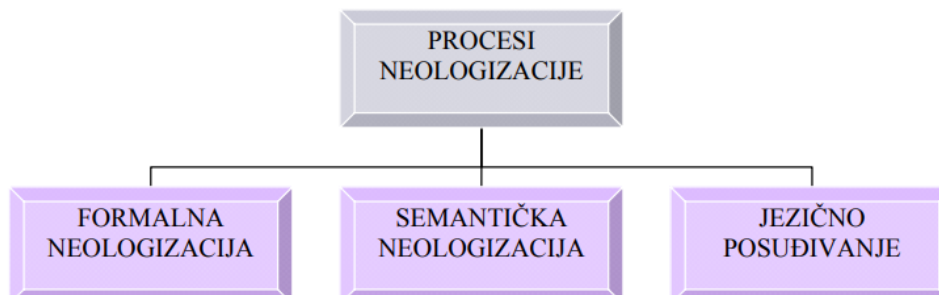 PROCESI
NEOLOGIZACIJE
FORMALNA
NEOLOGIZACIJA
SEMANTIČKA
NEOLOGIZACIJA
JEZIČNO
POSUĐIVANJE